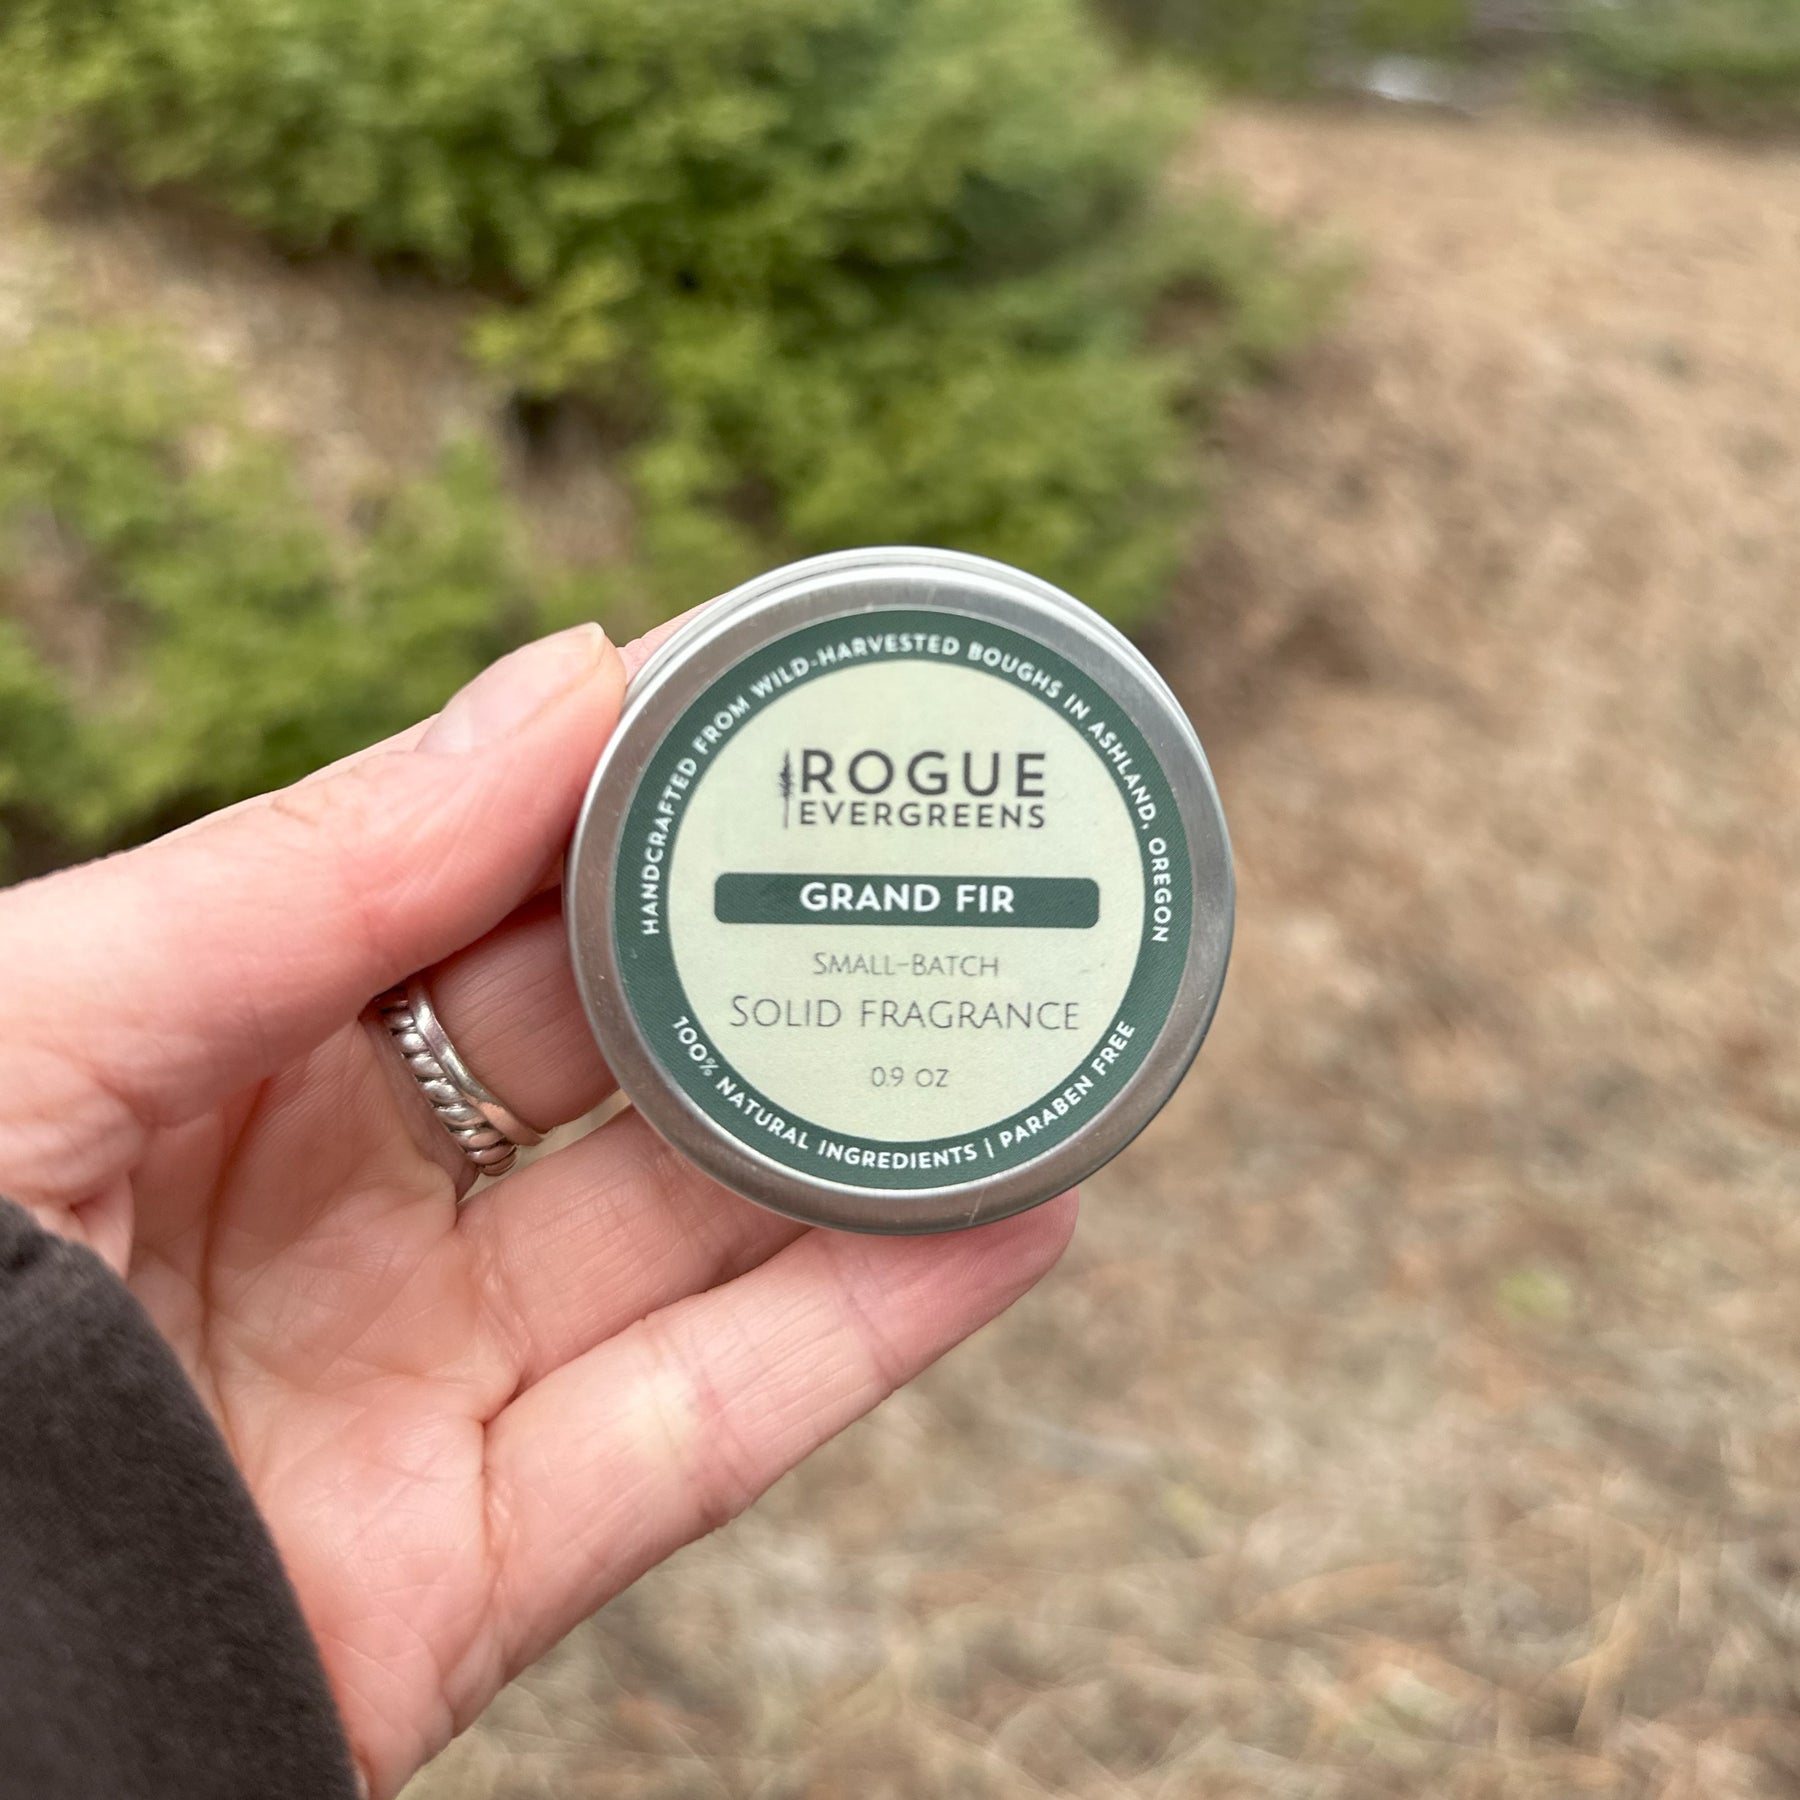 HANDCRAFTED FROM WILD-HARVESTED BOUGHS IN ASHLAND, OREGON
ROGUE
EVERGREENS
GRAND FIR
SMALL-BATCH
SOLID FRAGRANCE
0.9 OZ
100% NATURAL INGREDIENTS | PARABEN FREE